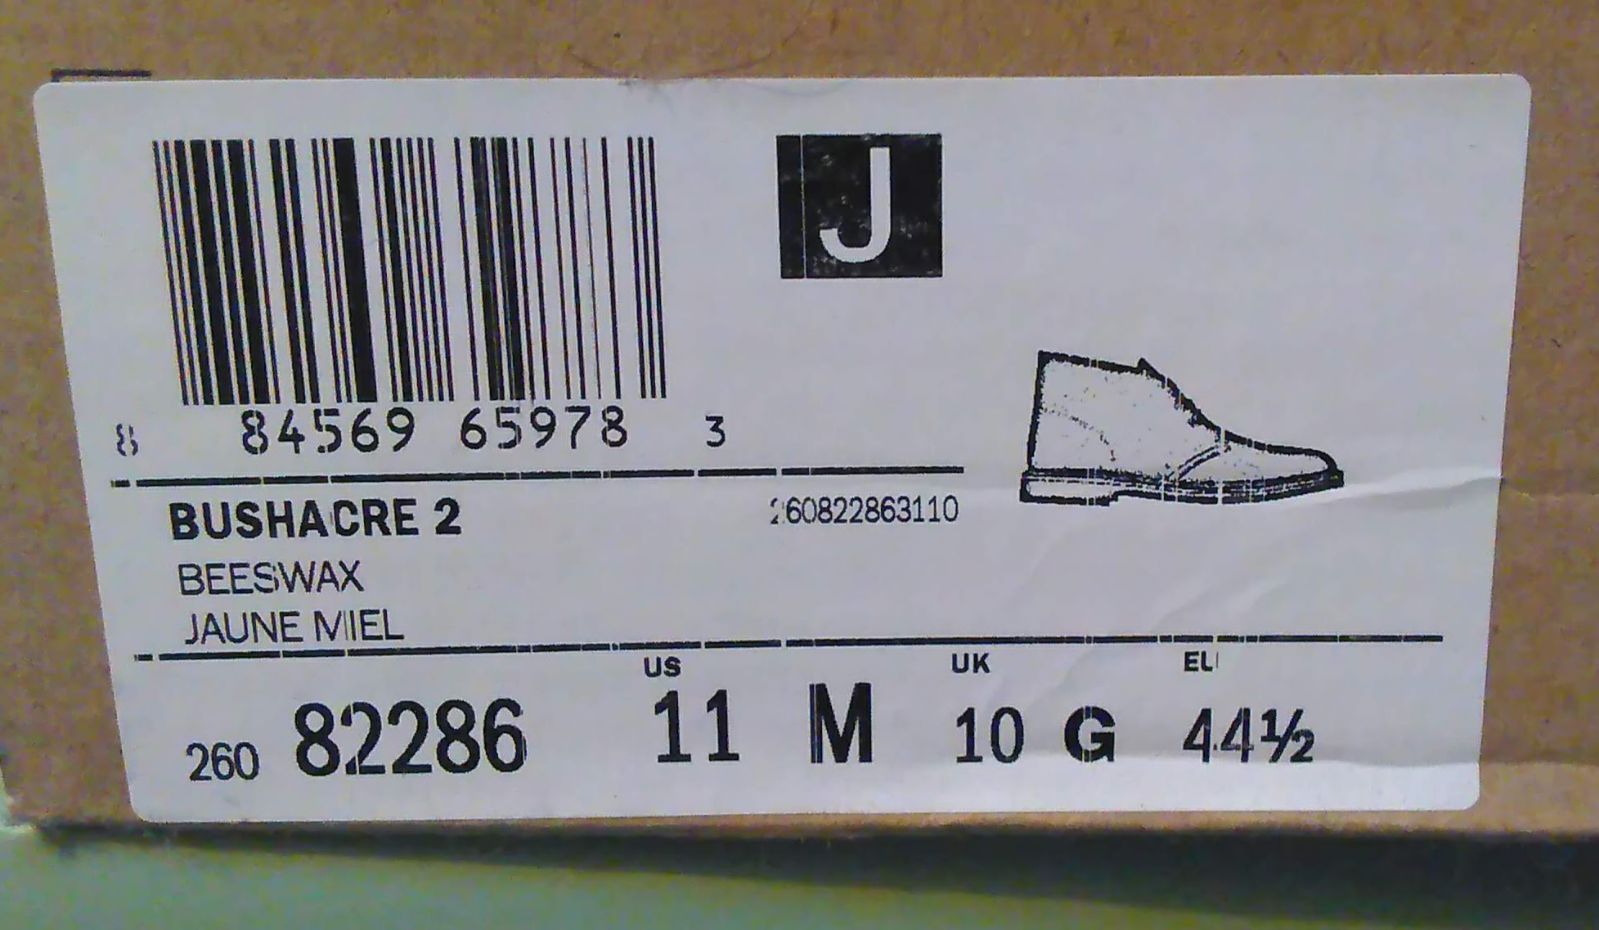 J
8 84569 65978 3
BUSHACRE 2 260822863110
BEESWAX
JAUNE MIEL
US UK EU
260 82286 11 M 10 G 44½